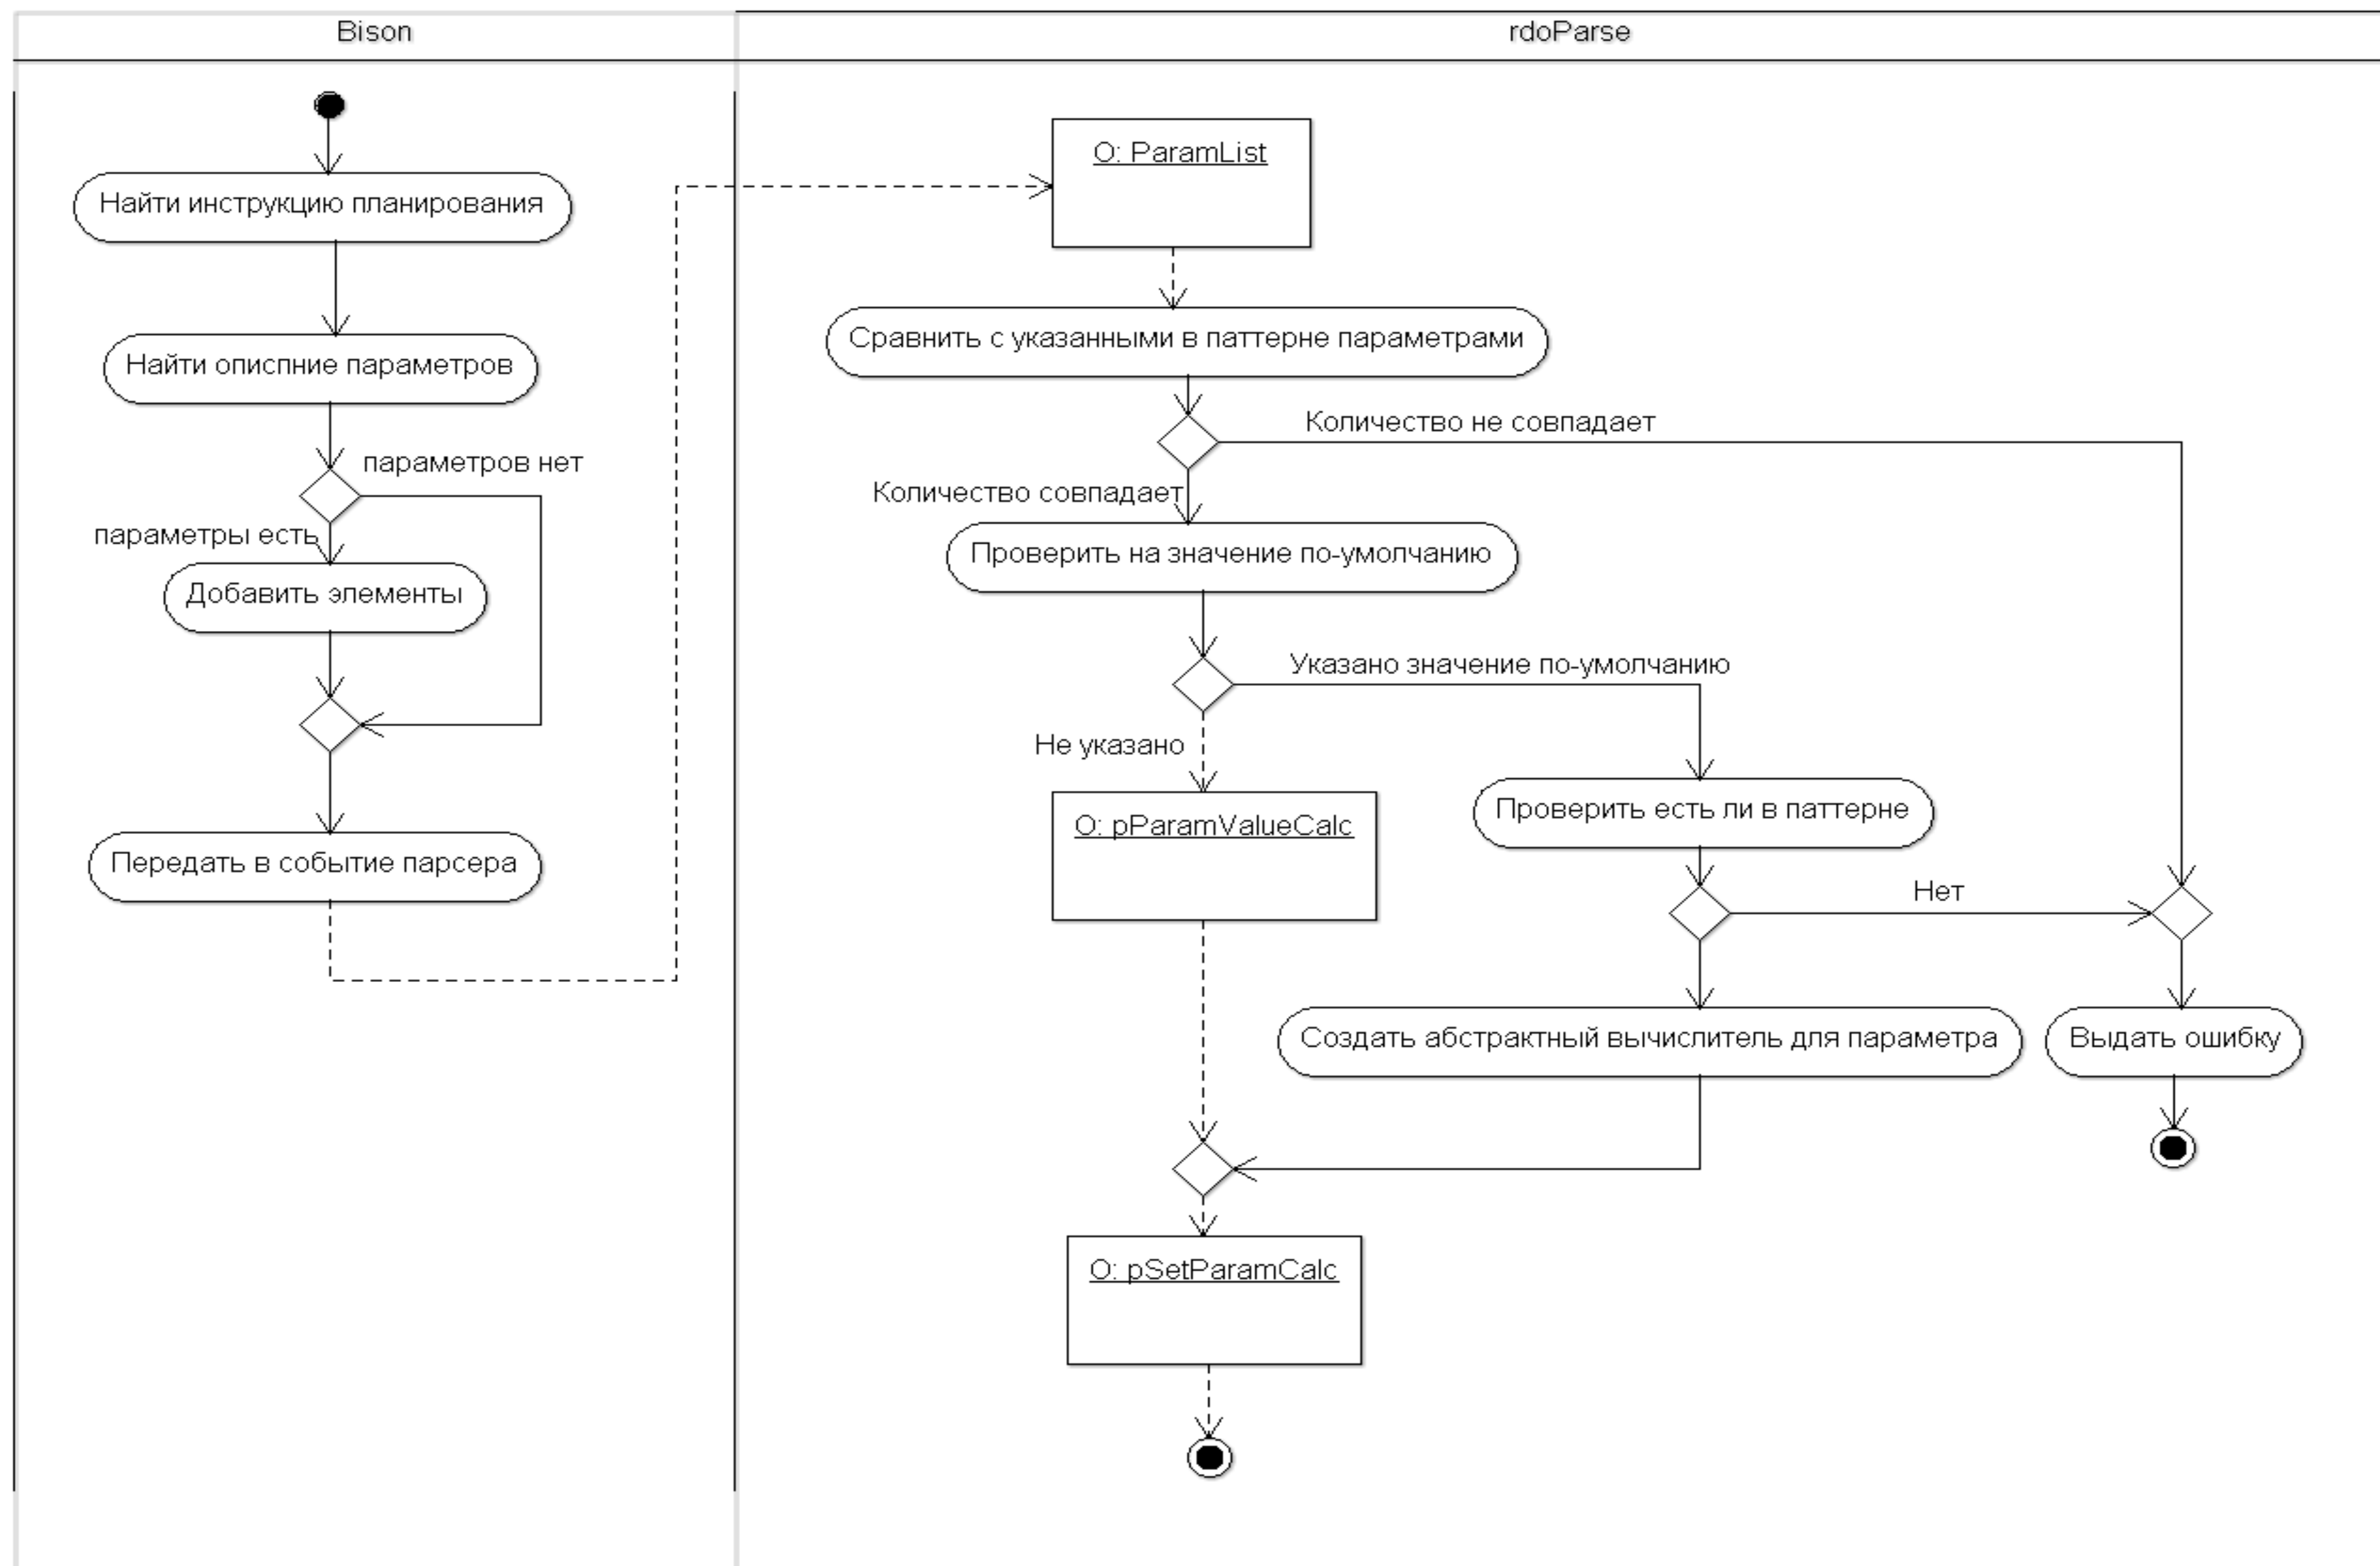 Bison
rdoParse
Найти инструкцию планирования
Найти описпние параметров
параметров нет
параметры есть
Добавить элементы
Передать в событие парсера
O: ParamList
Сравнить с указанными в паттерне параметрами
Количество не совпадает
Количество совпадает
Проверить на значение по-умолчанию
Указано значение по-умолчанию
Не указано
O: pParamValueCalc
Проверить есть ли в паттерне
Нет
Создать абстрактный вычислитель для параметра
Выдать ошибку
O: pSetParamCalc